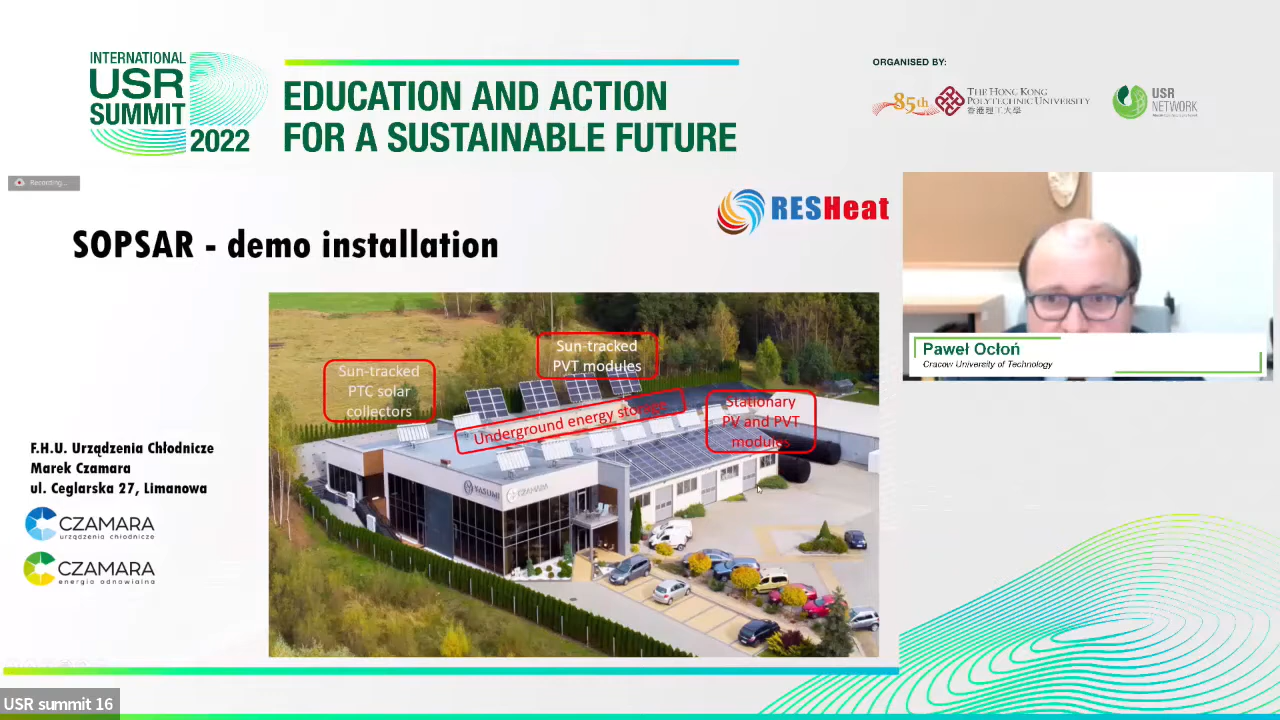 INTERNATIONAL
USR
SUMMIT
2022
EDUCATION AND ACTION
FOR A SUSTAINABLE FUTURE
ORGANISED BY:
85th
THE HONG KONG
POLYTECHNIC UNIVERSITY
香港理工大學
USR
NETWORK
Recording...
RESHeat
SOPSAR - demo installation
Paweł Ocłoń
Cracow University of Technology
Sun-tracked
PVT modules
Sun-tracked
PTC solar
collectors
Underground energy storage
Stationary
PV and PVT
modules
YASUMI
CZAMARA
F.H.U. Urządzenia Chłodnicze
Marek Czamara
ul. Ceglarska 27, Limanowa
CZAMARA
urządzenia chłodnicze
CZAMARA
energia odnawialna
USR summit 16